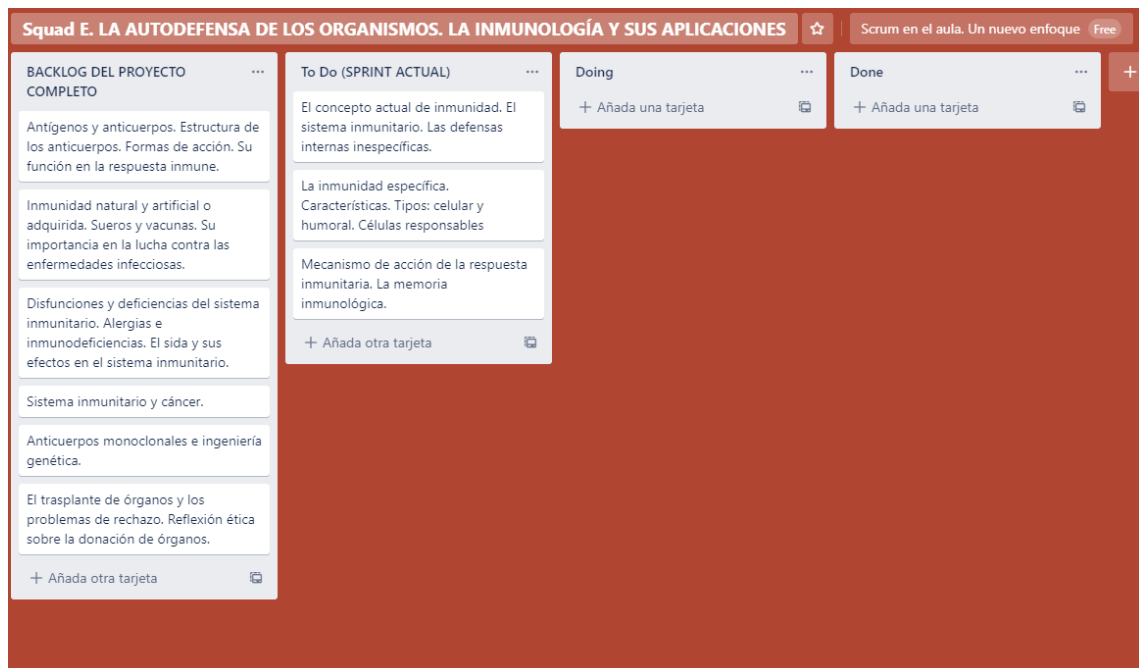 Squad E. LA AUTODEFENSA DE LOS ORGANISMOS. LA INMUNOLOGÍA Y SUS APLICACIONES
Scrum en el aula. Un nuevo enfoque Free
BACKLOG DEL PROYECTO
COMPLETO
Antígenos y anticuerpos. Estructura de
los anticuerpos. Formas de acción. Su
función en la respuesta inmune.
Inmunidad natural y artificial o
adquirida. Sueros y vacunas. Su
importancia en la lucha contra las
enfermedades infecciosas.
Disfunciones y deficiencias del sistema
inmunitario. Alergias e
inmunodeficiencias. El sida y sus
efectos en el sistema inmunitario.
Sistema inmunitario y cáncer.
Anticuerpos monoclonales e ingeniería
genética.
El trasplante de órganos y los
problemas de rechazo. Reflexión ética
sobre la donación de órganos.
+ Añada otra tarjeta
To Do (SPRINT ACTUAL)
El concepto actual de inmunidad. El
sistema inmunitario. Las defensas
internas inespecíficas.
La inmunidad específica.
Características. Tipos: celular y
humoral. Células responsables
Mecanismo de acción de la respuesta
inmunitaria. La memoria
inmunológica.
+ Añada otra tarjeta
Doing
+ Añada una tarjeta
Done
+ Añada una tarjeta